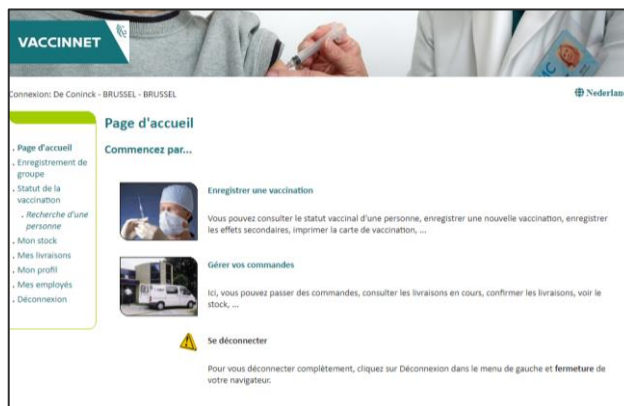 VACCINNET
Connexion: De Coninck - BRUSSEL - BRUSSEL
Nederlan
Page d'accueil
Enregistrement de
groupe
Statut de la
vaccination
Recherche d'une
personne
Mon stock
Mes livraisons
Mon profil
Mes employés
Déconnexion
Page d'accueil
Commencez par...
Enregistrer une vaccination
Vous pouvez consulter le statut vaccinal d'une personne, enregistrer une nouvelle vaccination, enregistrer
les effets secondaires, imprimer la carte de vaccination, ...
Gérer vos commandes
Ici, vous pouvez passer des commandes, consulter les livraisons en cours, confirmer les livraisons, voir le
stock, ...
Se déconnecter
Pour vous déconnecter complètement, cliquez sur Déconnexion dans le menu de gauche et fermeture de
votre navigateur.